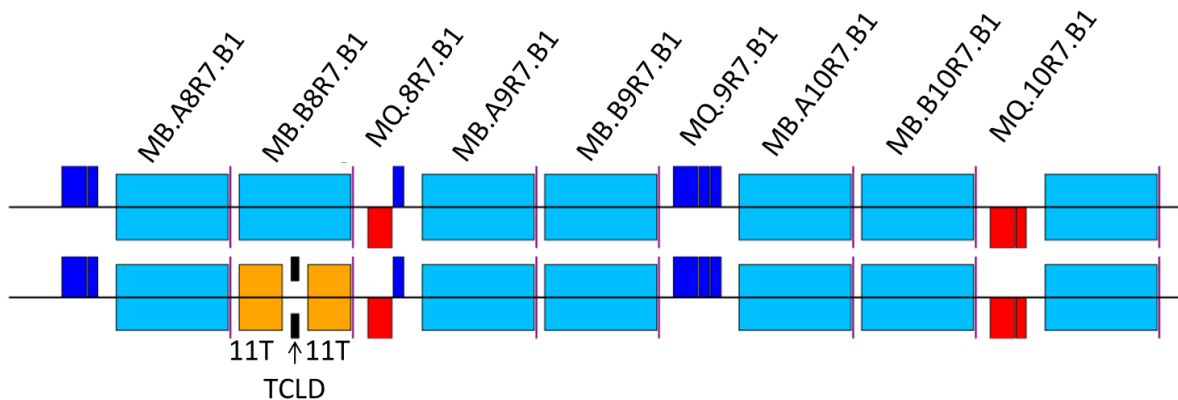 MB.A8R7.B1
MB.B8R7.B1
MQ.8R7.B1
MB.A9R7.B1
MB.B9R7.B1
MQ.9R7.B1
MB.A10R7.B1
MB.B10R7.B1
MQ.10R7.B1
11T ↑ 11T
TCLD